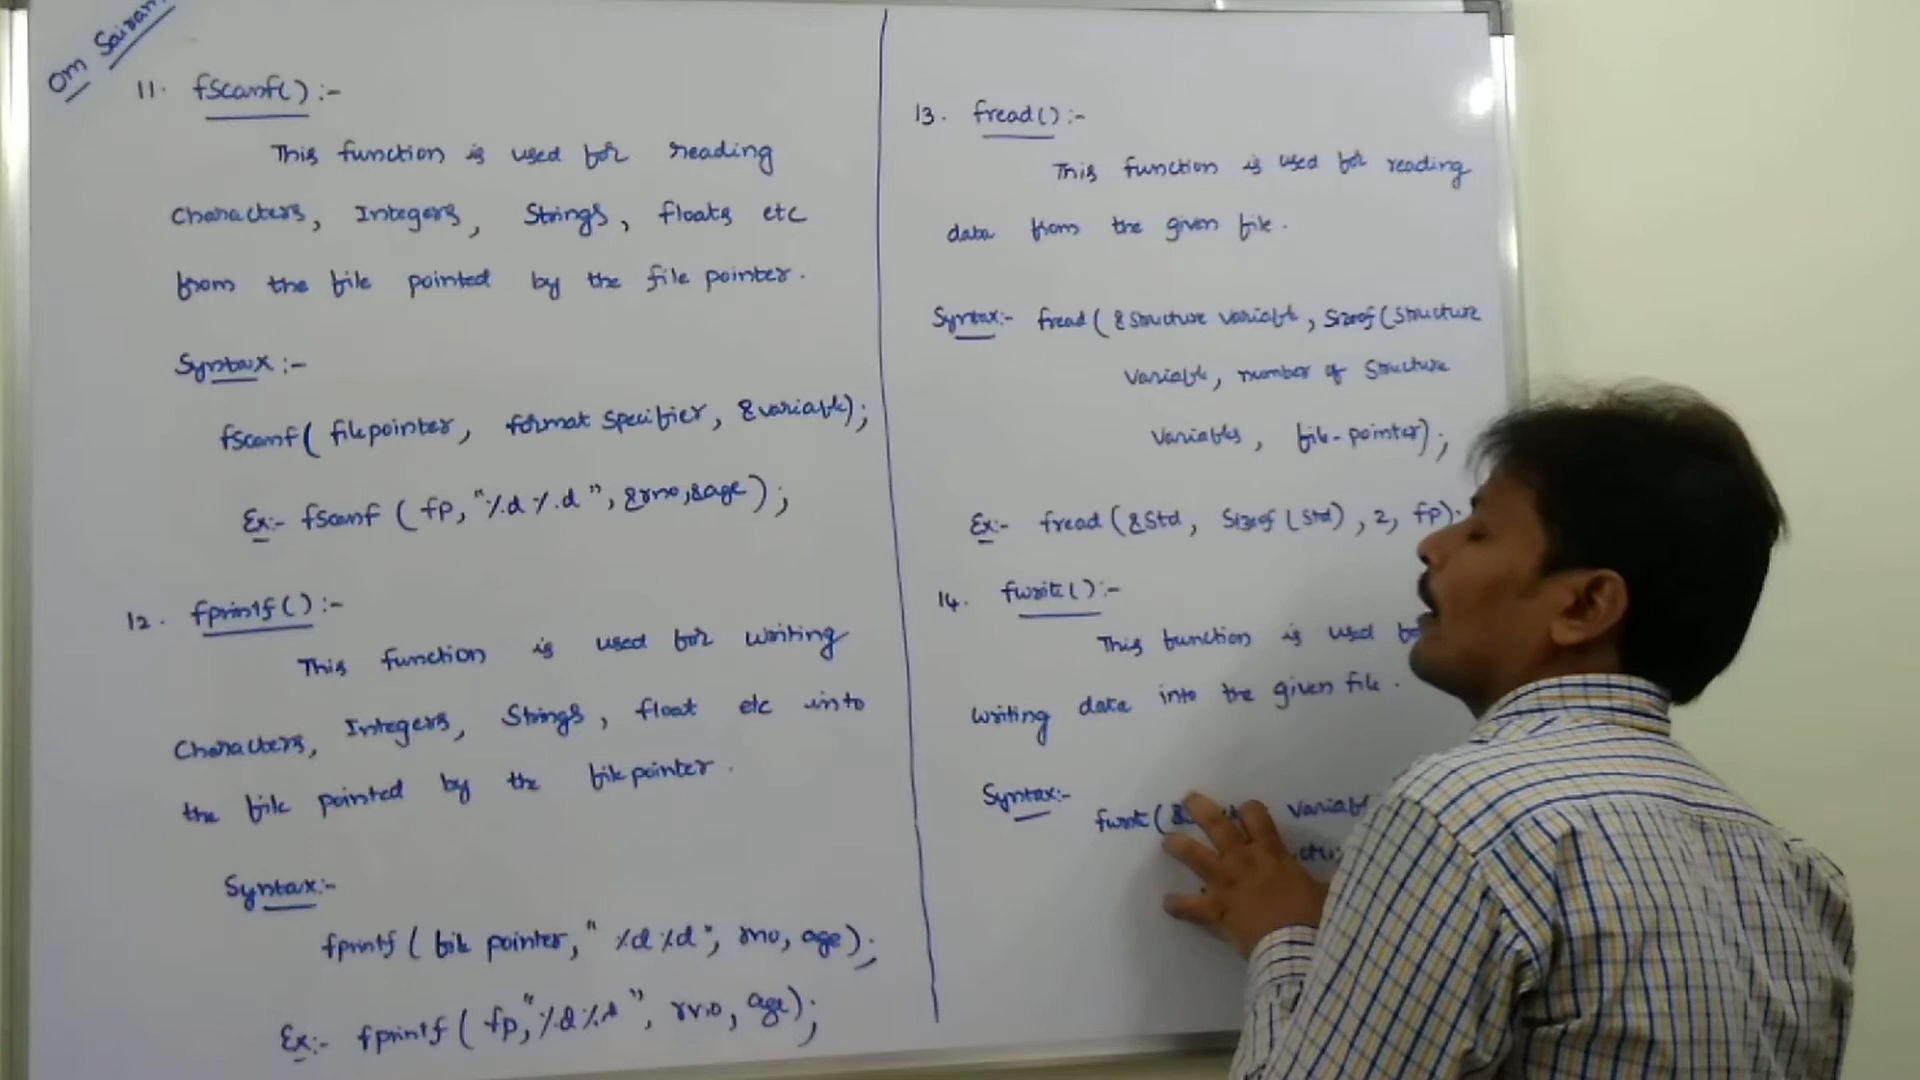 Om Sairam
11. fscanf() :-
This function is used for reading
Characters, Integers, Strings, floats etc
from the file pointed by the file pointer.
Syntax :-
fscanf( filepointer, format specifier, &variable);
Ex:- fscanf ( fp, "%d %d", &rno,&age );
12. fprintf() :-
This function is used for writing
Characters, Integers, Strings, float etc into
the file pointed by the filepointer.
Syntax:-
fprintf ( file pointer, "%d %d", rno, age);
Ex:- fprintf ( fp, "%d %d", rno, age);
13. fread() :-
This function is used for reading
data from the given file.
Syntax:- fread ( &structure variable, Sizeof (structure
variable, number of structure
variables, file-pointer);
Ex:- fread (&std, Sizeof (std), 2, fp)
14. fwrite() :-
This function is used
writing data into the given file.
Syntax:-
fwrite (&